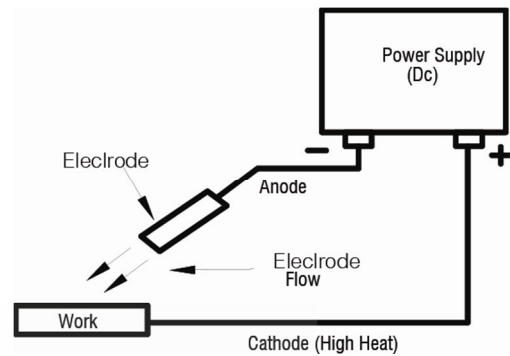 Power Supply
(Dc)
−
+
Eleclrode
Anode
Eleclrode
Flow
Work
Cathode (High Heat)